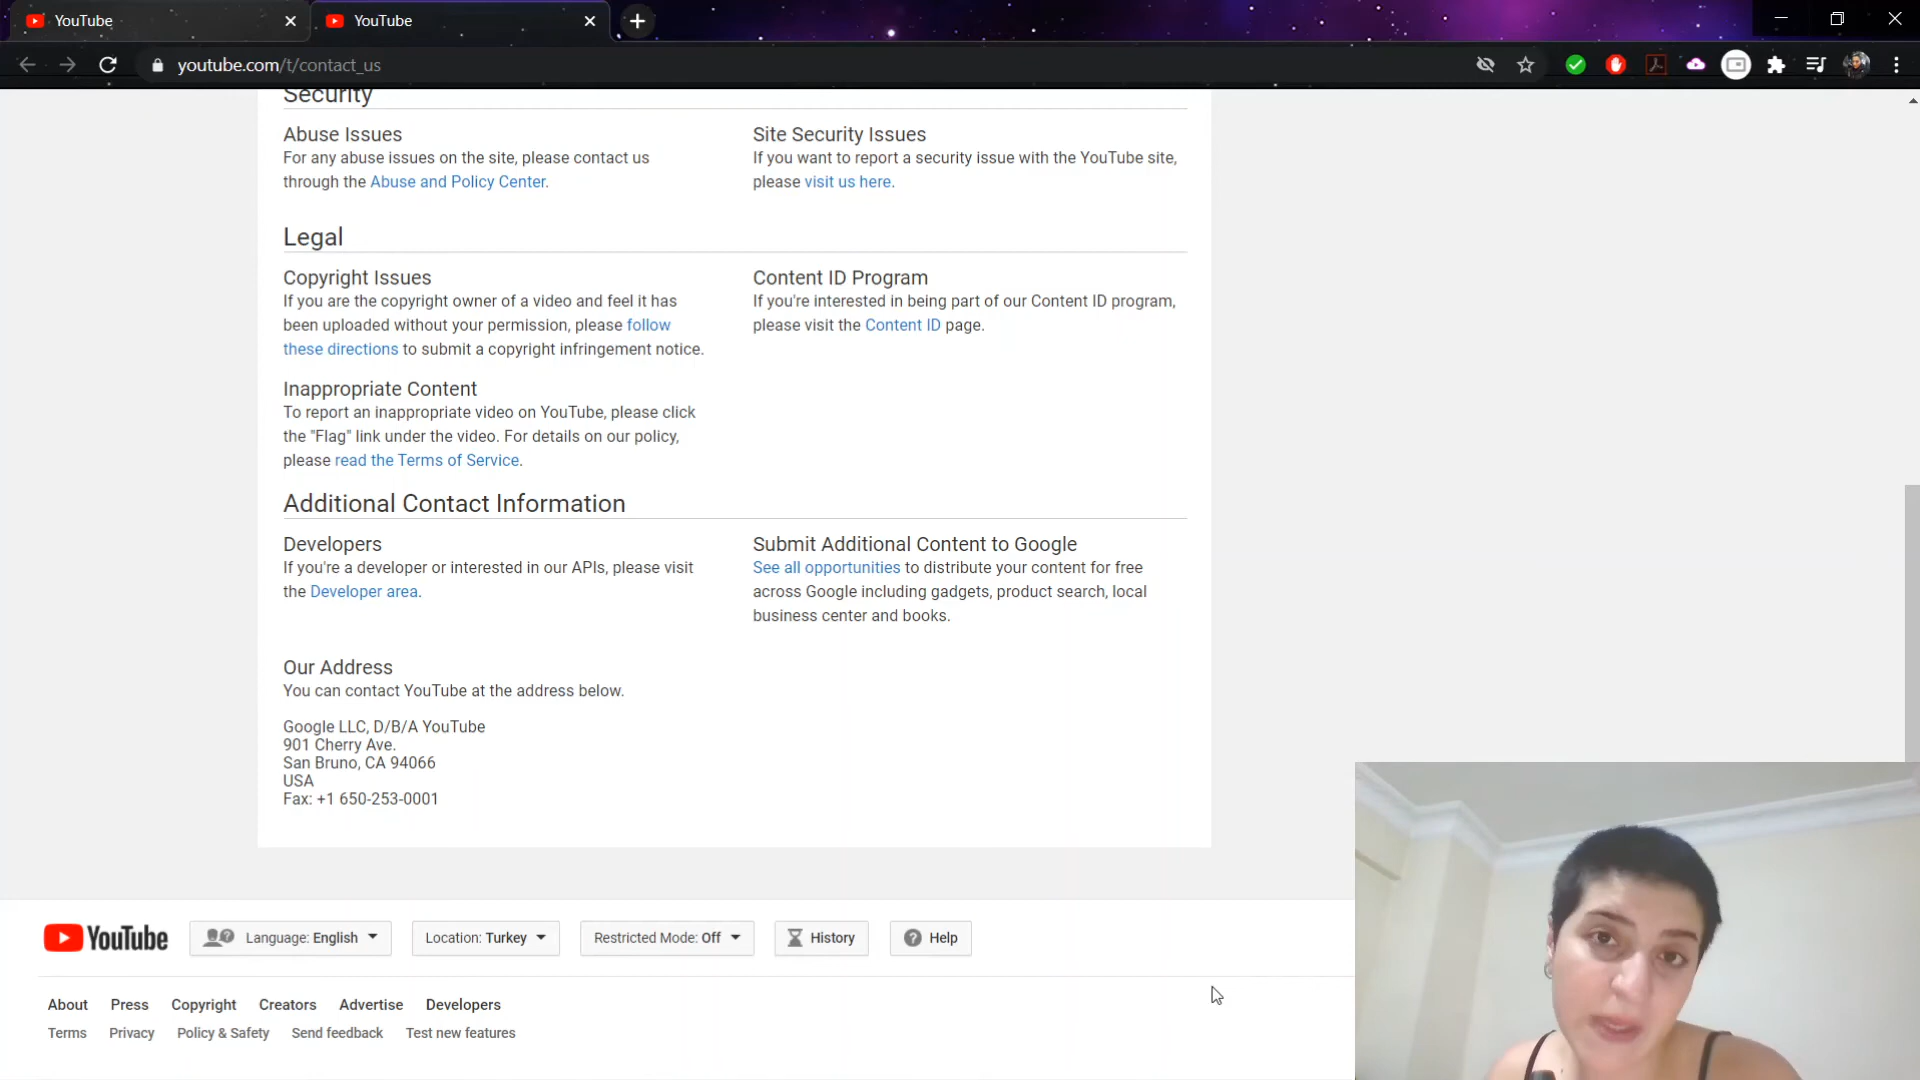 YouTube
YouTube
youtube.com/t/contact_us
Security
Abuse Issues
For any abuse issues on the site, please contact us
through the Abuse and Policy Center.
Site Security Issues
If you want to report a security issue with the YouTube site,
please visit us here.
Legal
Copyright Issues
If you are the copyright owner of a video and feel it has
been uploaded without your permission, please follow
these directions to submit a copyright infringement notice.
Content ID Program
If you're interested in being part of our Content ID program,
please visit the Content ID page.
Inappropriate Content
To report an inappropriate video on YouTube, please click
the "Flag" link under the video. For details on our policy,
please read the Terms of Service.
Additional Contact Information
Developers
If you're a developer or interested in our APIs, please visit
the Developer area.
Submit Additional Content to Google
See all opportunities to distribute your content for free
across Google including gadgets, product search, local
business center and books.
Our Address
You can contact YouTube at the address below.
Google LLC, D/B/A YouTube
901 Cherry Ave.
San Bruno, CA 94066
USA
Fax: +1 650-253-0001
YouTube Language: English Location: Turkey Restricted Mode: Off History Help
About Press Copyright Creators Advertise Developers
Terms Privacy Policy & Safety Send feedback Test new features